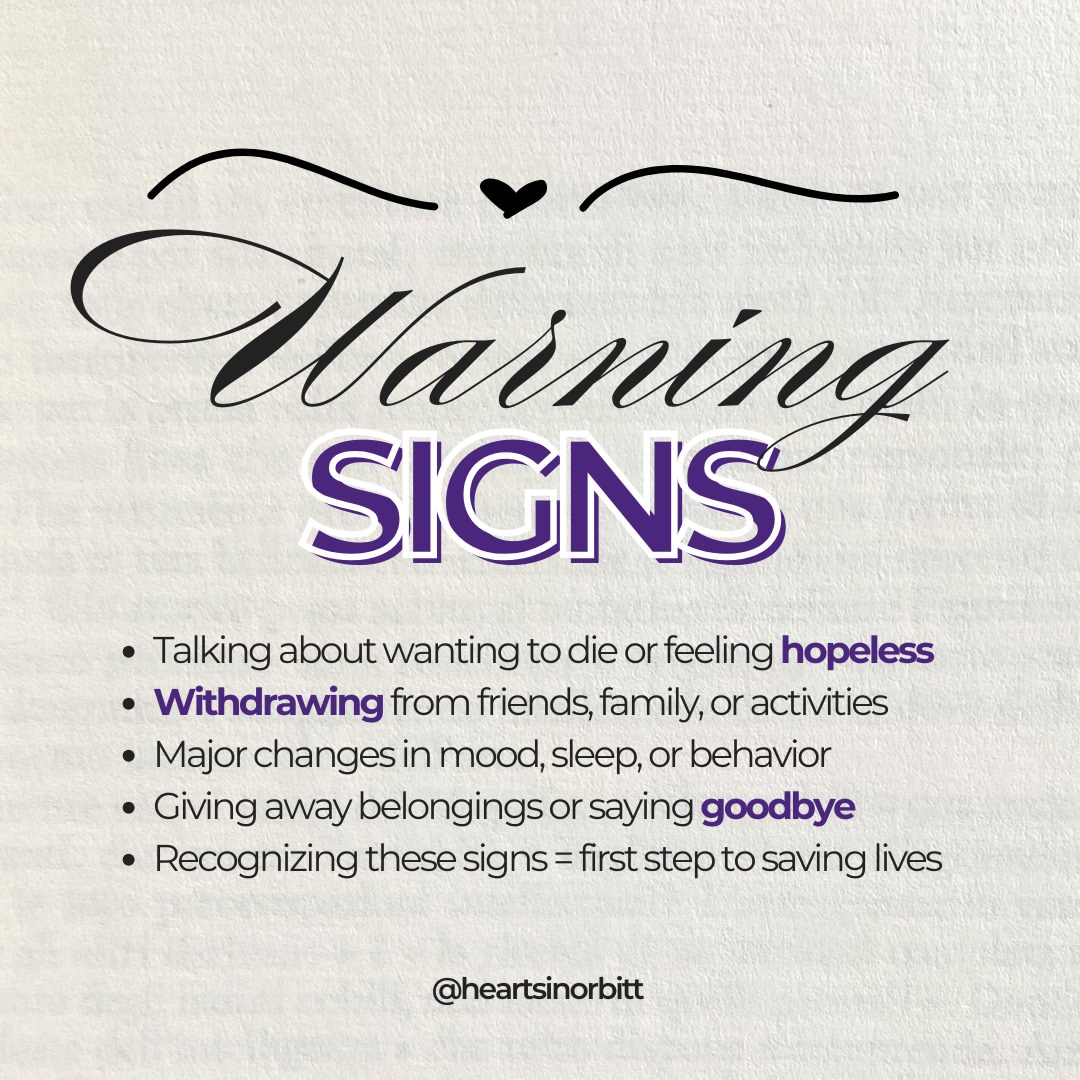 Warning
SIGNS
• Talking about wanting to die or feeling hopeless
• Withdrawing from friends, family, or activities
• Major changes in mood, sleep, or behavior
• Giving away belongings or saying goodbye
• Recognizing these signs = first step to saving lives
@heartsinorbitt